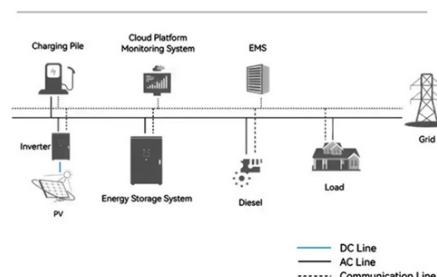 Charging Pile
Cloud Platform
Monitoring System
EMS
Grid
Inverter
PV
Energy Storage System
Diesel
Load
DC Line
AC Line
Communication Line